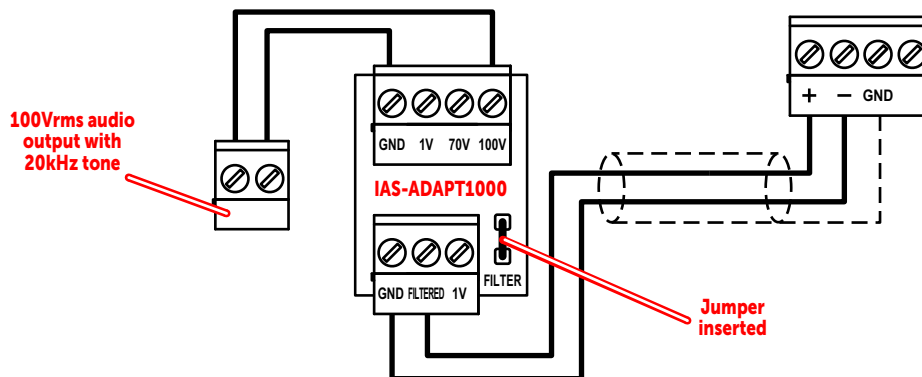 100Vrms audio
output with
20kHz tone
GND 1V 70V 100V
IAS-ADAPT1000
GND FILTERED 1V
FILTER
Jumper
inserted
+ − GND